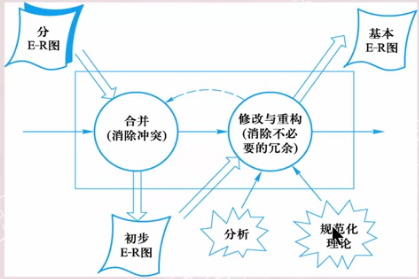 分
E-R图
基本
E-R图
合并
(消除冲突)
修改与重构
(消除不必
要的冗余)
初步
E-R图
分析
规范化
理论